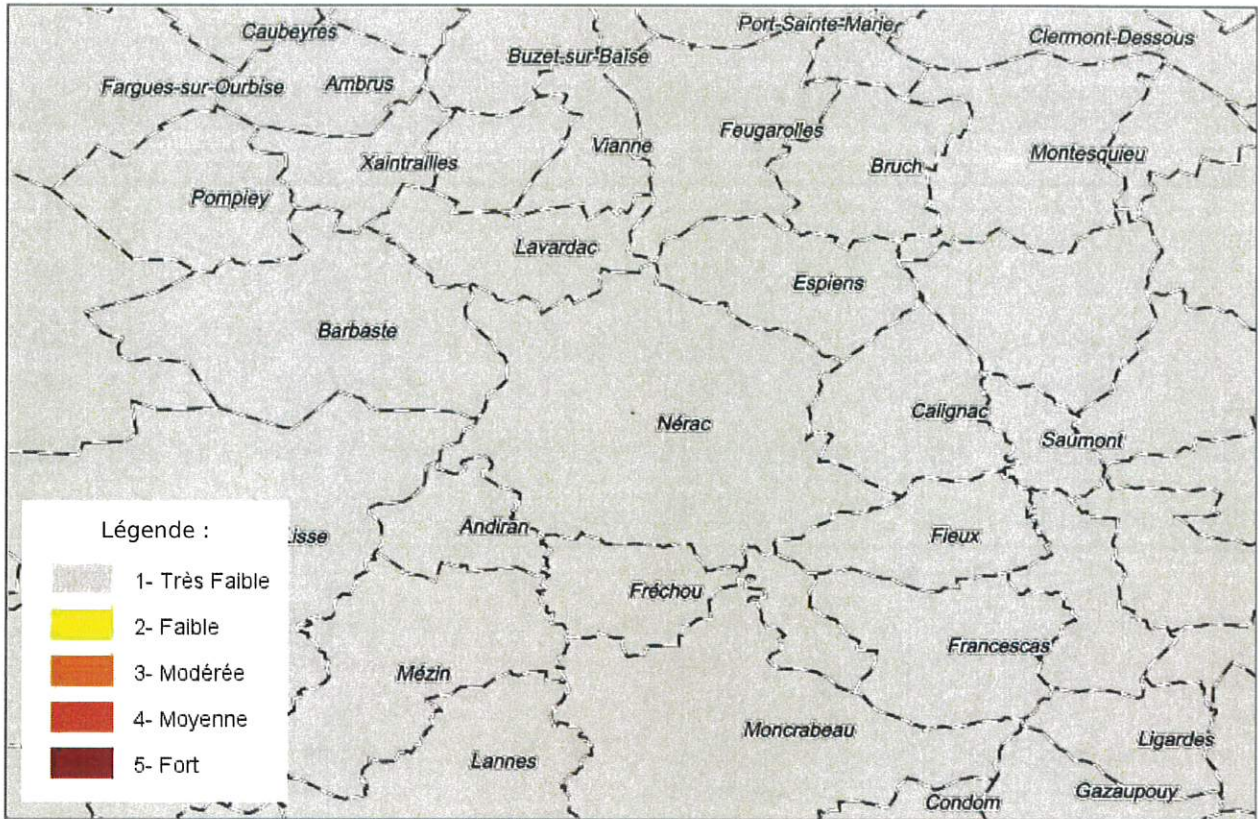 Caubeyres
Port-Sainte-Marie
Clermont-Dessous
Buzet-sur-Baïse
Fargues-sur-Ourbise
Ambrus
Feugarolles
Vianne
Xaintrailles
Bruch
Montesquieu
Pompiey
Lavardac
Espiens
Barbaste
Calignac
Nérac
Saumont
Andiran
Lisse
Fieux
Fréchou
Francescas
Mézin
Moncrabeau
Ligardes
Lannes
Gazaupouy
Condom
Légende :
1- Très Faible
2- Faible
3- Modérée
4- Moyenne
5- Fort